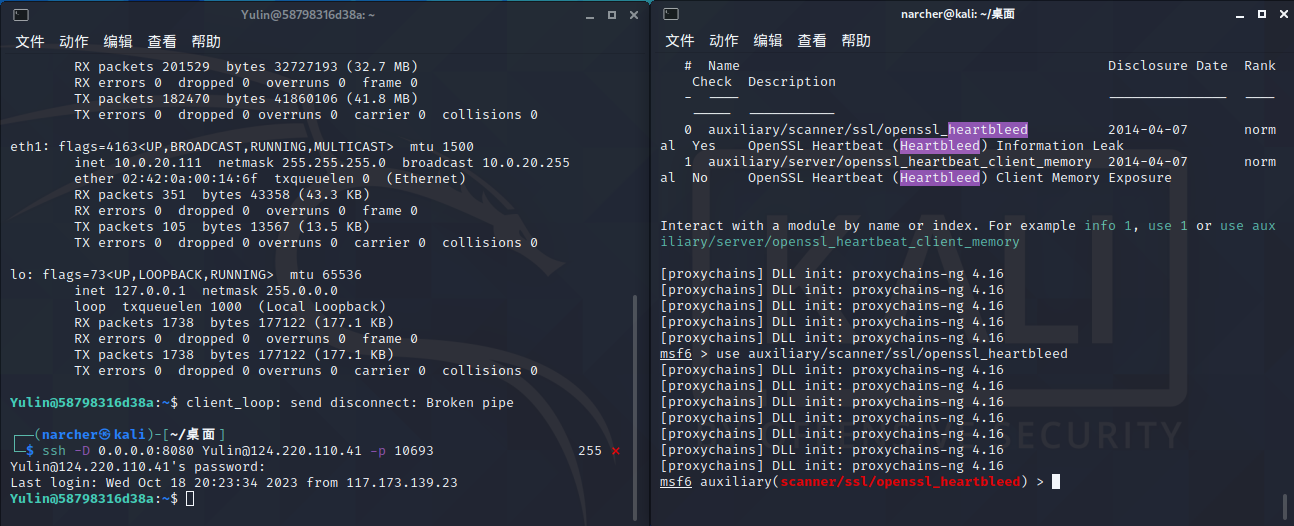 Yulin@58798316d38a: ~
文件 动作 编辑 查看 帮助
RX packets 201529 bytes 32727193 (32.7 MB)
RX errors 0 dropped 0 overruns 0 frame 0
TX packets 182470 bytes 41860106 (41.8 MB)
TX errors 0 dropped 0 overruns 0 carrier 0 collisions 0
eth1: flags=4163<UP,BROADCAST,RUNNING,MULTICAST> mtu 1500
inet 10.0.20.111 netmask 255.255.255.0 broadcast 10.0.20.255
ether 02:42:0a:00:14:6f txqueuelen 0 (Ethernet)
RX packets 351 bytes 43358 (43.3 KB)
RX errors 0 dropped 0 overruns 0 frame 0
TX packets 105 bytes 13567 (13.5 KB)
TX errors 0 dropped 0 overruns 0 carrier 0 collisions 0
lo: flags=73<UP,LOOPBACK,RUNNING> mtu 65536
inet 127.0.0.1 netmask 255.0.0.0
loop txqueuelen 1000 (Local Loopback)
RX packets 1738 bytes 177122 (177.1 KB)
RX errors 0 dropped 0 overruns 0 frame 0
TX packets 1738 bytes 177122 (177.1 KB)
TX errors 0 dropped 0 overruns 0 carrier 0 collisions 0
Yulin@58798316d38a:~$ client_loop: send disconnect: Broken pipe
(narcher㉿kali)-[~/桌面]
$ ssh -D 0.0.0.0:8080 Yulin@124.220.110.41 -p 10693 255 ✗
Yulin@124.220.110.41's password:
Last login: Wed Oct 18 20:23:34 2023 from 117.173.139.23
Yulin@58798316d38a:~$
narcher@kali: ~/桌面
文件 动作 编辑 查看 帮助
# Name Disclosure Date Rank
Check Description
- ---- --------------- ----
----- -----------
0 auxiliary/scanner/ssl/openssl_heartbleed 2014-04-07 norm
al Yes OpenSSL Heartbeat (Heartbleed) Information Leak
1 auxiliary/server/openssl_heartbeat_client_memory 2014-04-07 norm
al No OpenSSL Heartbeat (Heartbleed) Client Memory Exposure
Interact with a module by name or index. For example info 1, use 1 or use aux
iliary/server/openssl_heartbeat_client_memory
[proxychains] DLL init: proxychains-ng 4.16
[proxychains] DLL init: proxychains-ng 4.16
[proxychains] DLL init: proxychains-ng 4.16
[proxychains] DLL init: proxychains-ng 4.16
[proxychains] DLL init: proxychains-ng 4.16
msf6 > use auxiliary/scanner/ssl/openssl_heartbleed
[proxychains] DLL init: proxychains-ng 4.16
[proxychains] DLL init: proxychains-ng 4.16
[proxychains] DLL init: proxychains-ng 4.16
[proxychains] DLL init: proxychains-ng 4.16
[proxychains] DLL init: proxychains-ng 4.16
[proxychains] DLL init: proxychains-ng 4.16
[proxychains] DLL init: proxychains-ng 4.16
msf6 auxiliary(scanner/ssl/openssl_heartbleed) >